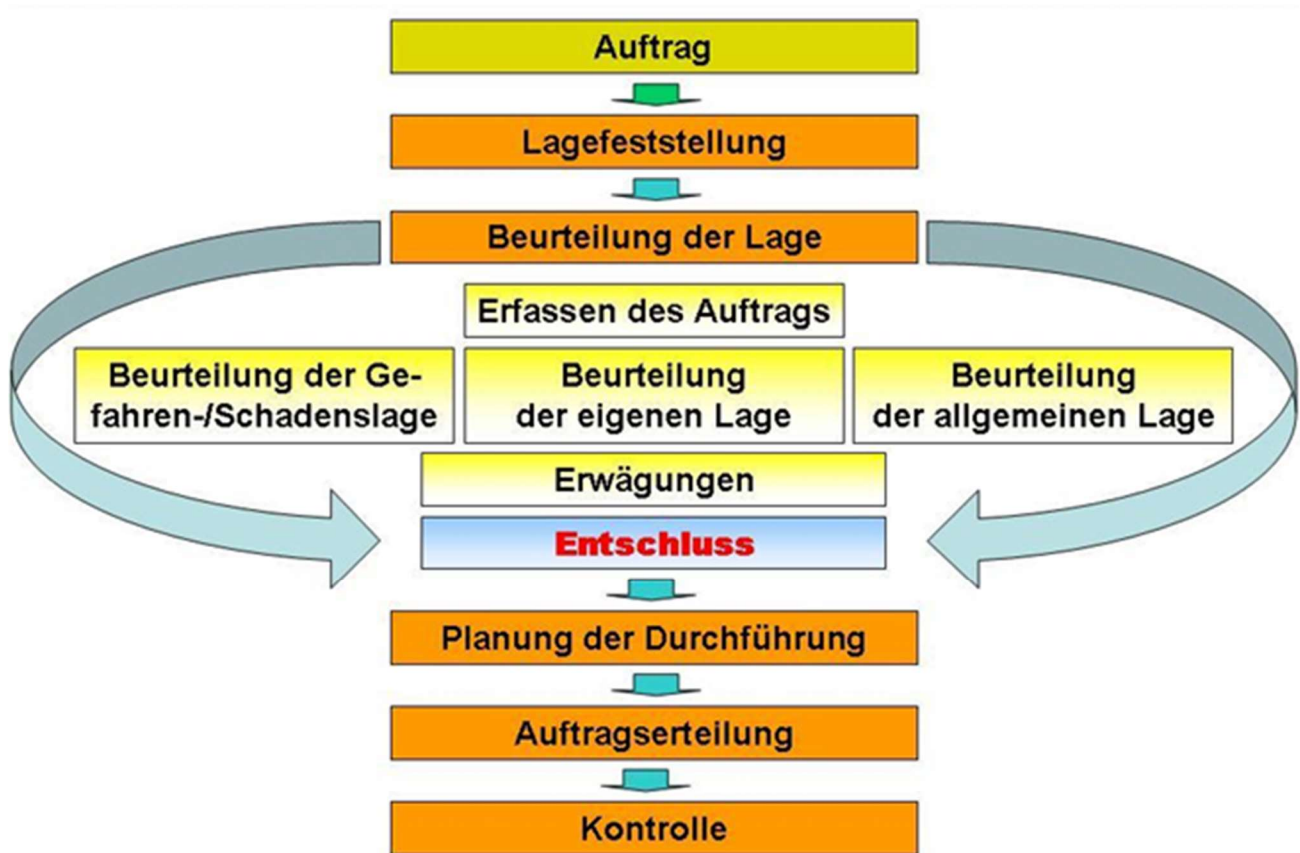 Auftrag
Lagefeststellung
Beurteilung der Lage
Erfassen des Auftrags
Beurteilung der Ge-
fahren-/Schadenslage
Beurteilung
der eigenen Lage
Beurteilung
der allgemeinen Lage
Erwägungen
Entschluss
Planung der Durchführung
Auftragserteilung
Kontrolle